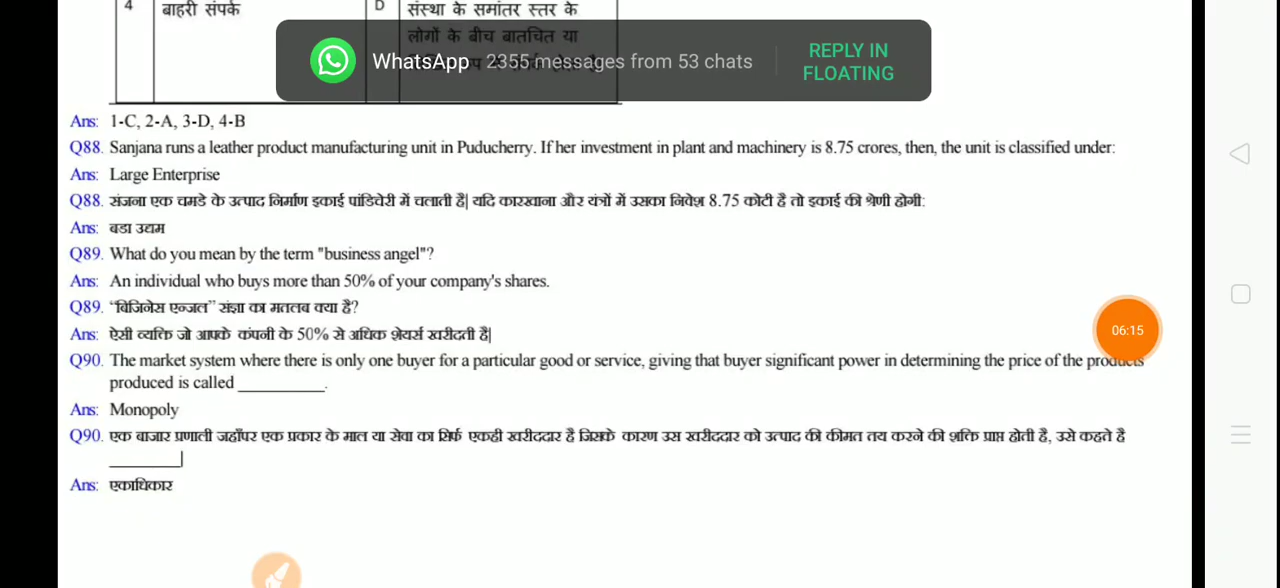 4 बाहरी संपर्क D संस्था के समांतर स्तर के
लोगों के बीच बातचित या
WhatsApp 2355 messages from 53 chats REPLY IN FLOATING
Ans: 1-C, 2-A, 3-D, 4-B
Q88. Sanjana runs a leather product manufacturing unit in Puducherry. If her investment in plant and machinery is 8.75 crores, then, the unit is classified under:
Ans: Large Enterprise
Q88. संजना एक चमडे के उत्पाद निर्माण इकाई पांडिचेरी में चलाती है| यदि कारखाना और यंत्रों में उसका निवेश 8.75 कोटी है तो इकाई की श्रेणी होगी:
Ans: बडा उद्यम
Q89. What do you mean by the term "business angel"?
Ans: An individual who buys more than 50% of your company's shares.
Q89. “बिजिनेस एन्जल” संज्ञा का मतलब क्या है?
Ans: ऐसी व्यक्ति जो आपके कंपनी के 50% से अधिक शेयर्स खरीदती है|
06:15
Q90. The market system where there is only one buyer for a particular good or service, giving that buyer significant power in determining the price of the products
produced is called __________.
Ans: Monopoly
Q90. एक बाजार प्रणाली जहाँपर एक प्रकार के माल या सेवा का सिर्फ एकही खरीददार है जिसके कारण उस खरीददार को उत्पाद की कीमत तय करने की शक्ति प्राप्त होती है, उसे कहते है
________|
Ans: एकाधिकार